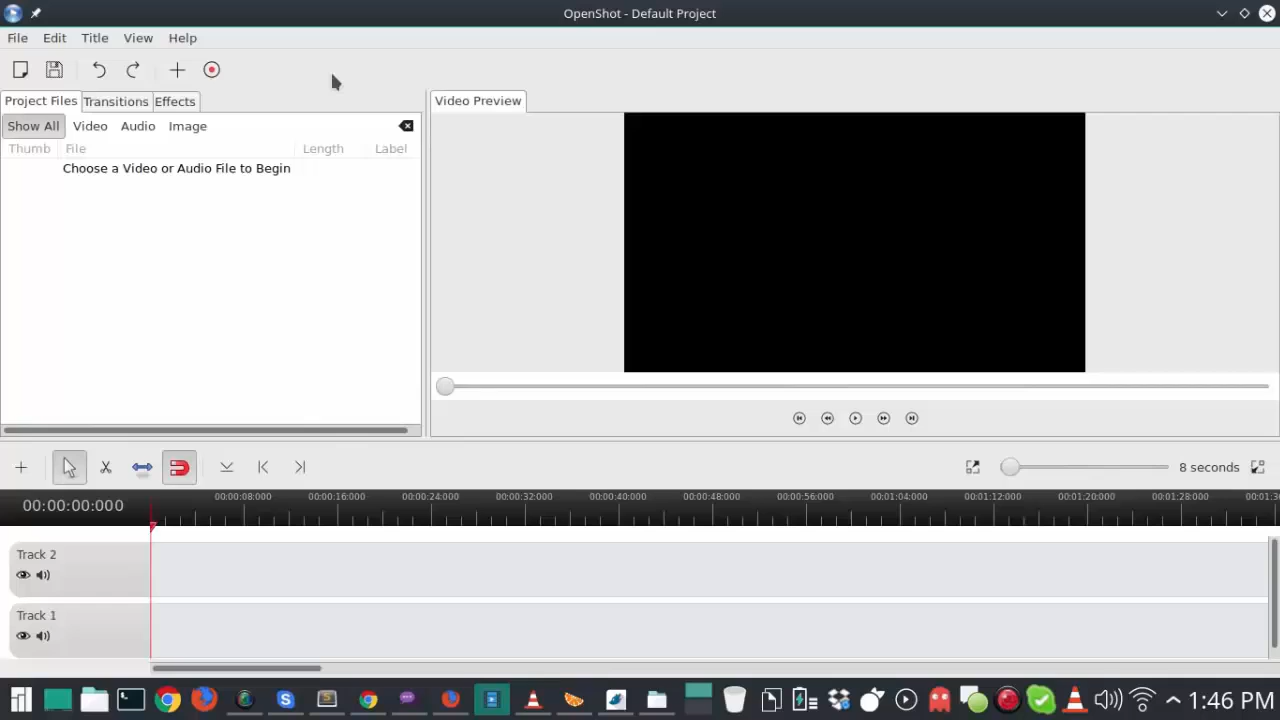 OpenShot - Default Project
File Edit Title View Help
Project Files Transitions Effects
Video Preview
Show All Video Audio Image
Thumb File Length Label
Choose a Video or Audio File to Begin
8 seconds
00:00:00:000
00:00:08:000 00:00:16:000 00:00:24:000 00:00:32:000 00:00:40:000 00:00:48:000 00:00:56:000 00:01:04:000 00:01:12:000 00:01:20:000 00:01:28:000
Track 2
Track 1
1:46 PM